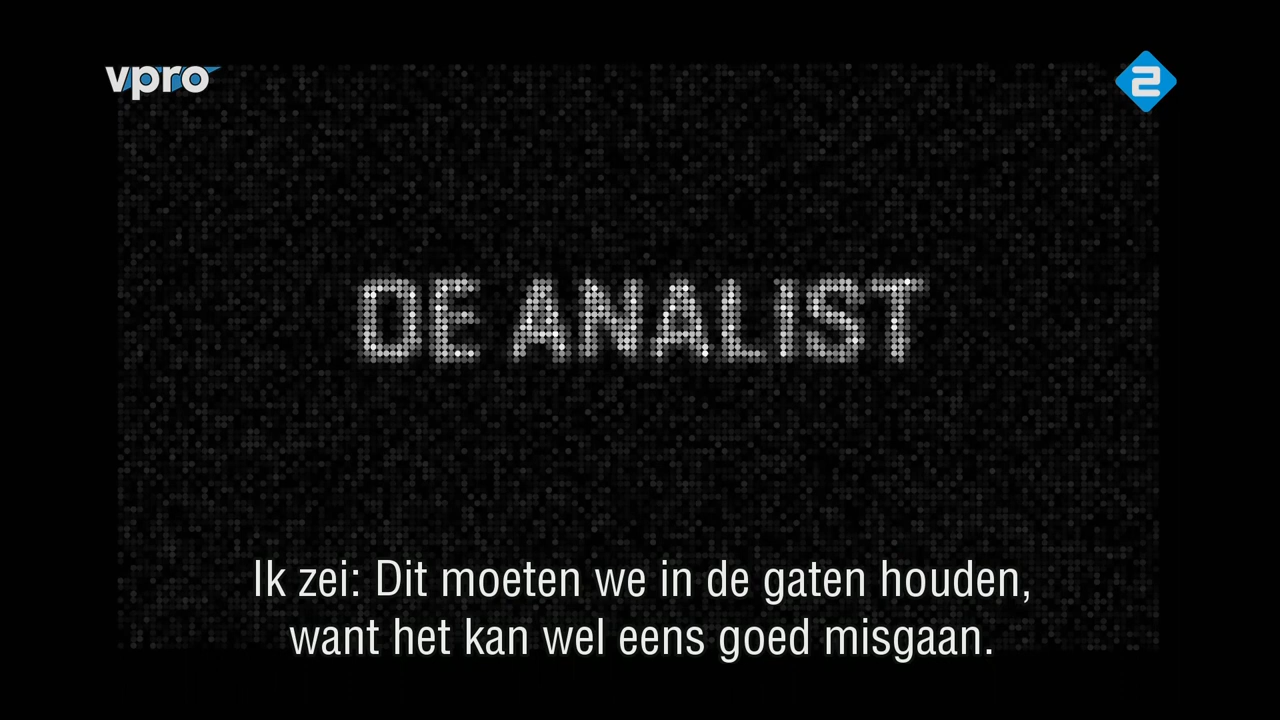 vpro
2
DE ANALIST
Ik zei: Dit moeten we in de gaten houden,
want het kan wel eens goed misgaan.